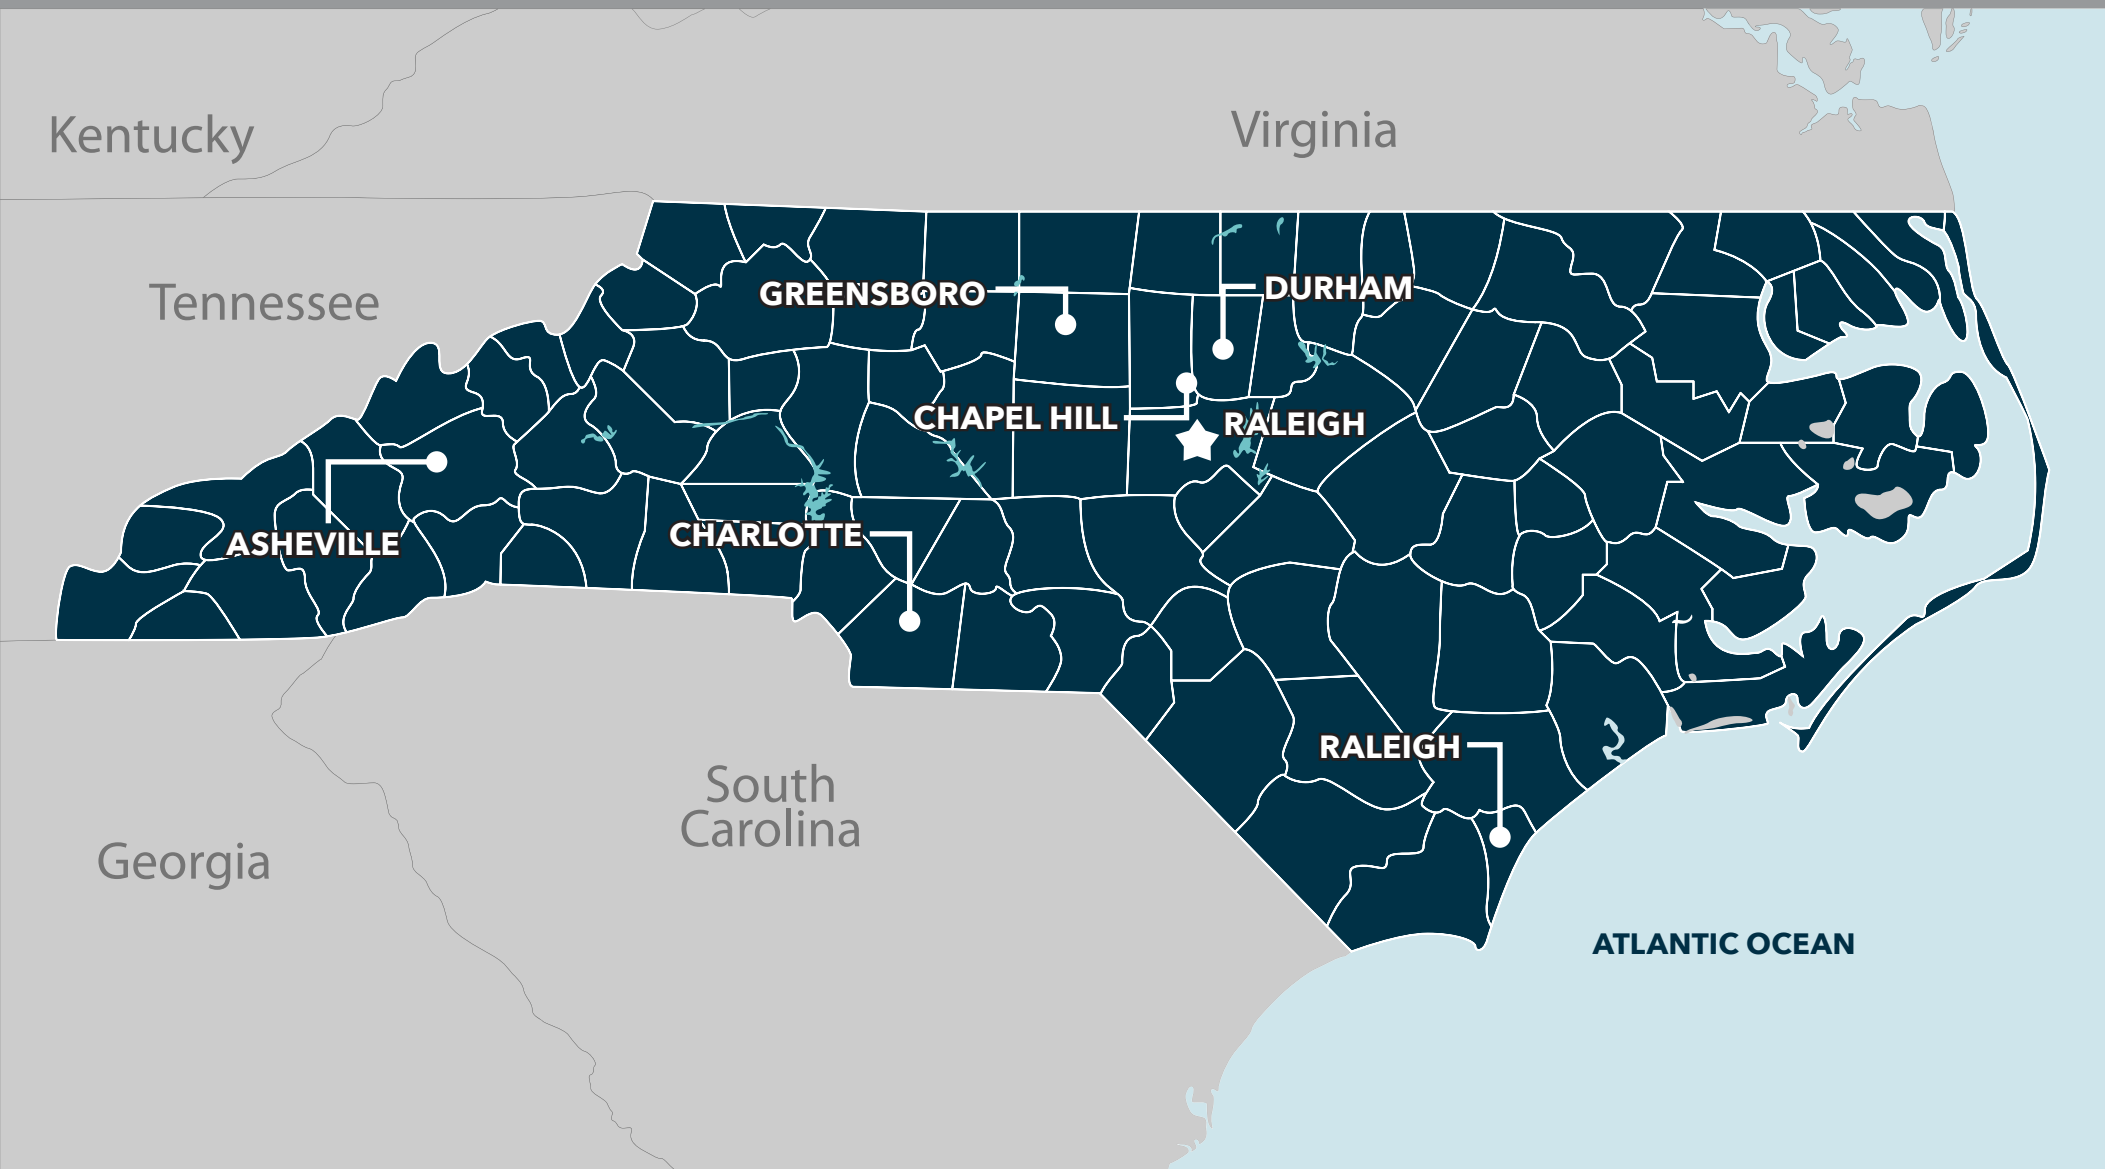 Kentucky
Virginia
Tennessee
GREENSBORO
DURHAM
CHAPEL HILL
RALEIGH
ASHEVILLE
CHARLOTTE
RALEIGH
South
Carolina
Georgia
ATLANTIC OCEAN